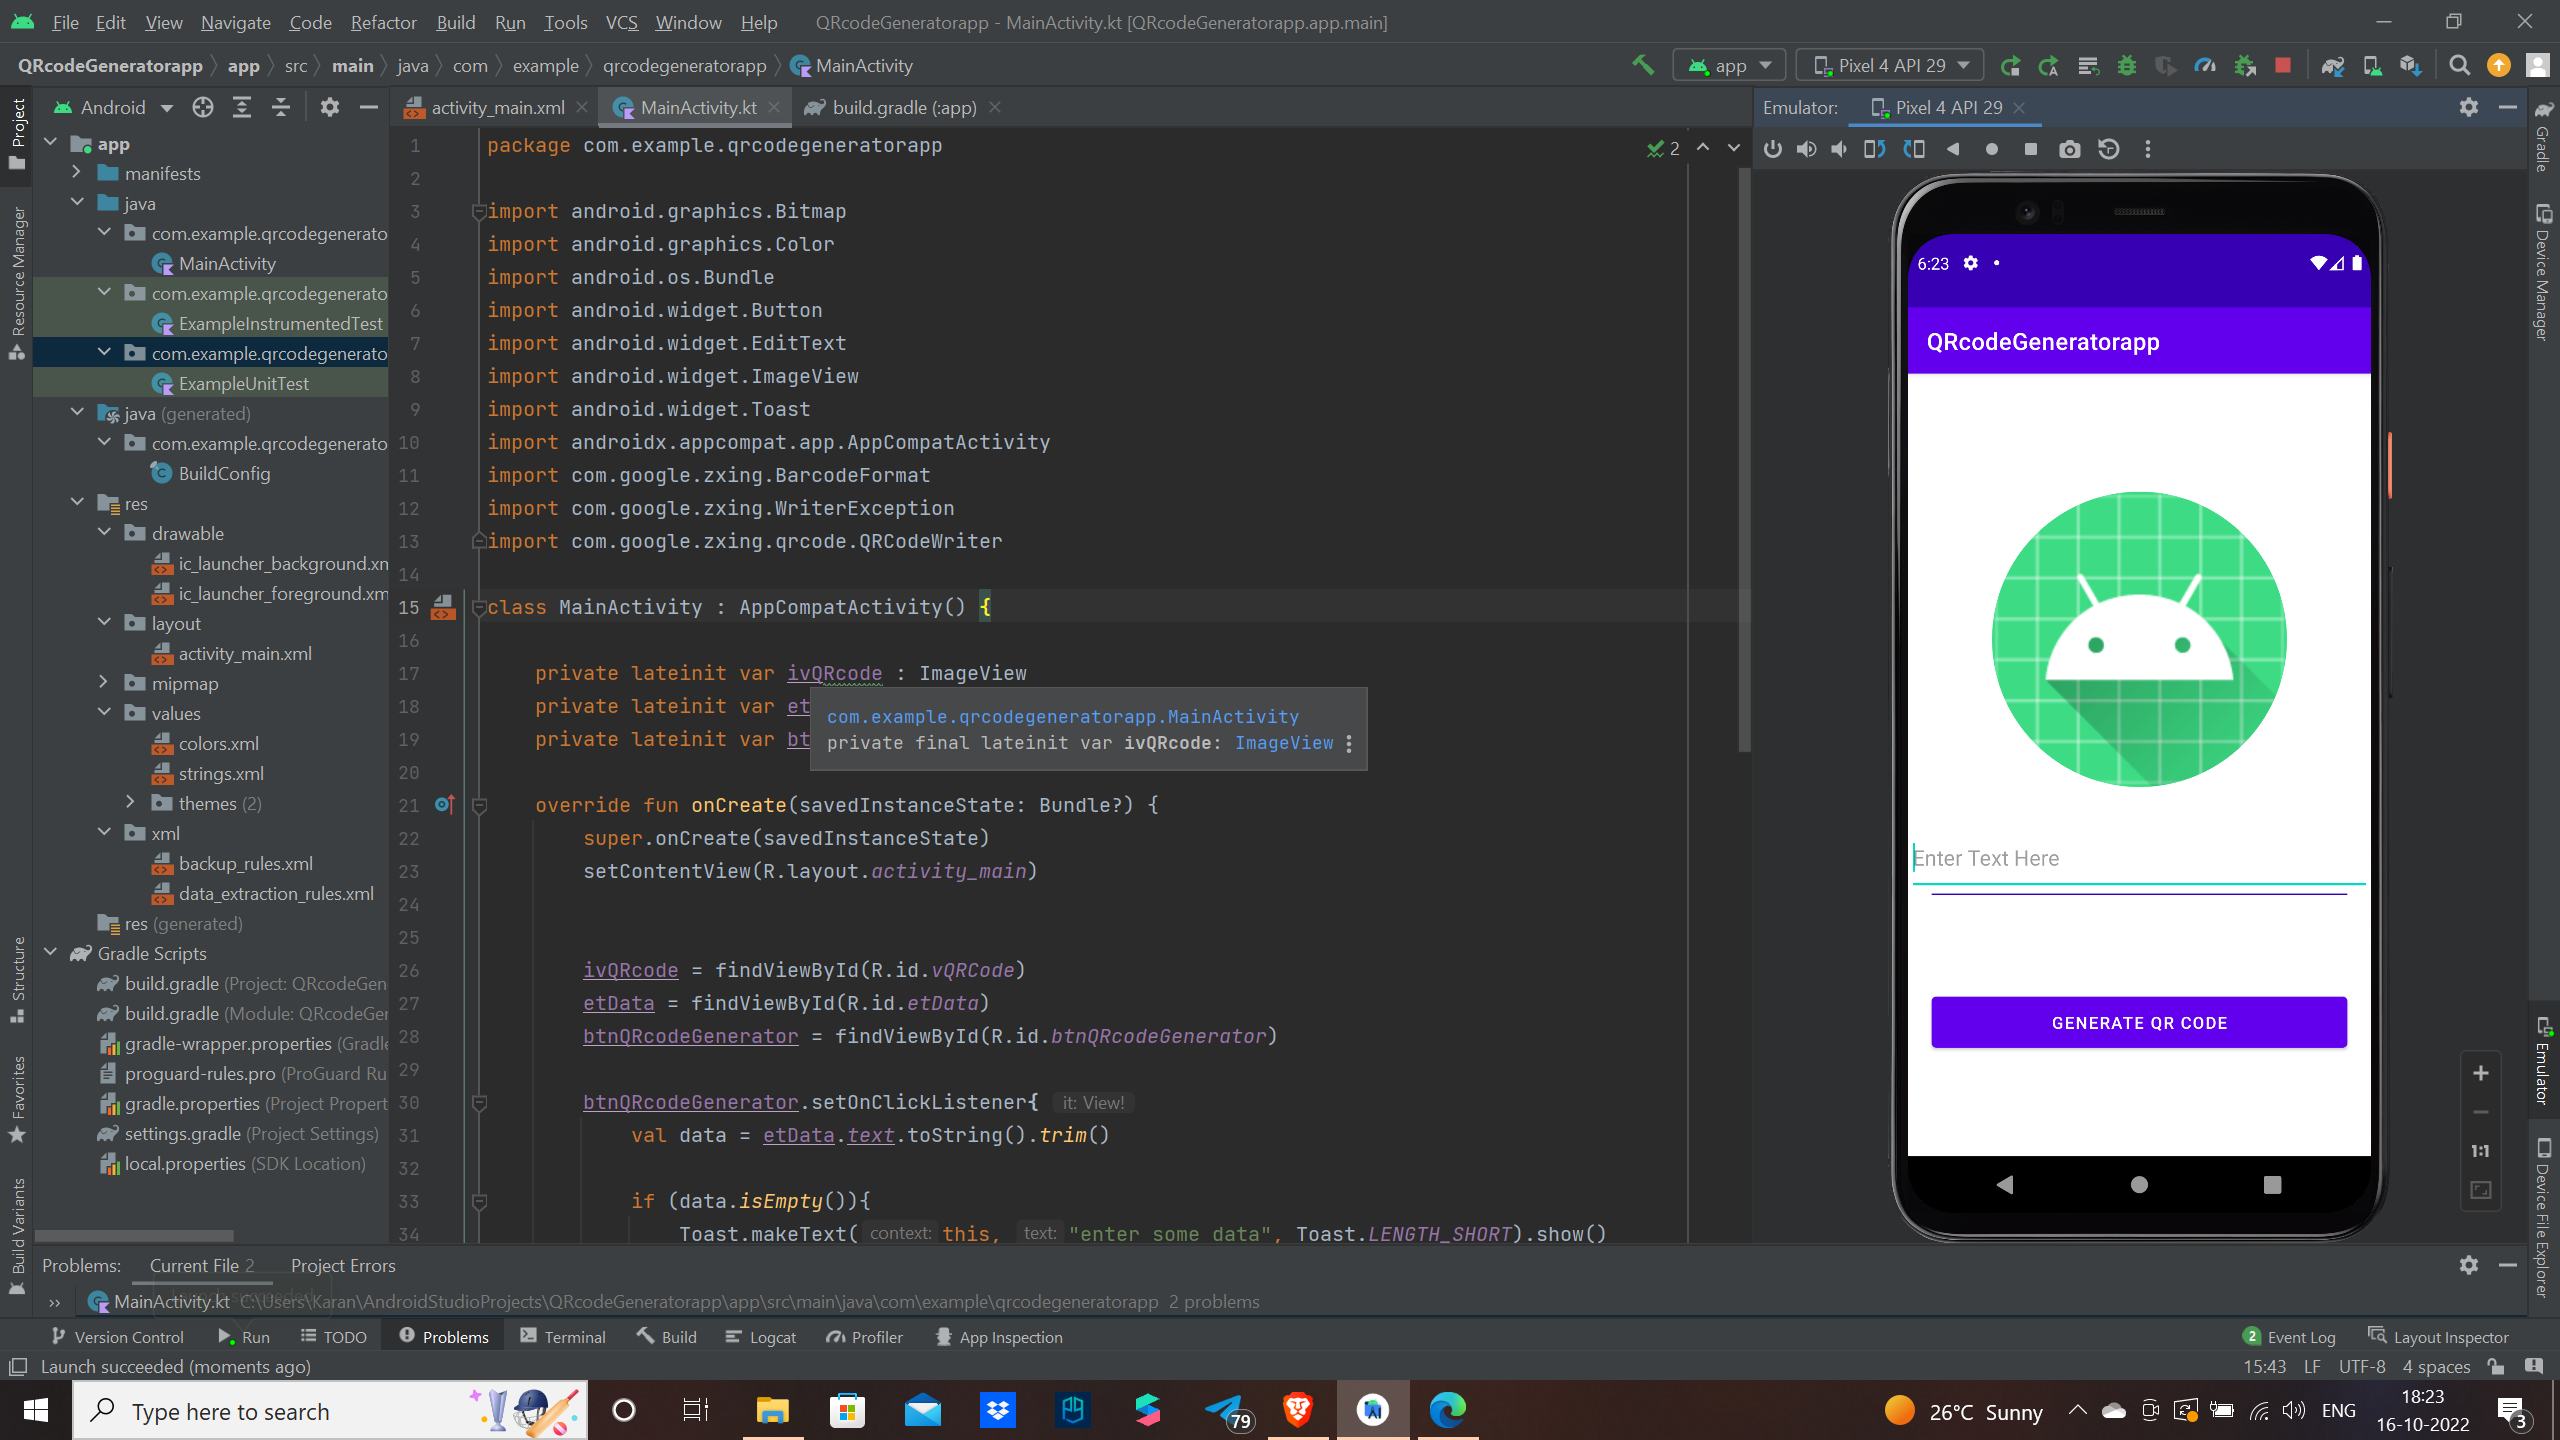 File Edit View Navigate Code Refactor Build Run Tools VCS Window Help QRcodeGeneratorapp - MainActivity.kt [QRcodeGeneratorapp.app.main]
QRcodeGeneratorapp app src main java com example qrcodegeneratorapp MainActivity app Pixel 4 API 29
Android activity_main.xml MainActivity.kt build.gradle (:app) Emulator: Pixel 4 API 29
Project
Resource Manager
Structure
Favorites
Build Variants
app
manifests
java
com.example.qrcodegenerato
MainActivity
com.example.qrcodegenerato
ExampleInstrumentedTest
com.example.qrcodegenerato
ExampleUnitTest
java (generated)
com.example.qrcodegenerato
BuildConfig
res
drawable
ic_launcher_background.xm
ic_launcher_foreground.xm
layout
activity_main.xml
mipmap
values
colors.xml
strings.xml
themes (2)
xml
backup_rules.xml
data_extraction_rules.xml
res (generated)
Gradle Scripts
build.gradle (Project: QRcodeGen
build.gradle (Module: QRcodeGer
gradle-wrapper.properties (Gradle
proguard-rules.pro (ProGuard Ru
gradle.properties (Project Propert
settings.gradle (Project Settings)
local.properties (SDK Location)
1 package com.example.qrcodegeneratorapp 2
2
3 import android.graphics.Bitmap
4 import android.graphics.Color
5 import android.os.Bundle
6 import android.widget.Button
7 import android.widget.EditText
8 import android.widget.ImageView
9 import android.widget.Toast
10 import androidx.appcompat.app.AppCompatActivity
11 import com.google.zxing.BarcodeFormat
12 import com.google.zxing.WriterException
13 import com.google.zxing.qrcode.QRCodeWriter
14
15 class MainActivity : AppCompatActivity() {
16
17 private lateinit var ivQRcode : ImageView
18 private lateinit var et
19 private lateinit var bt
com.example.qrcodegeneratorapp.MainActivity
private final lateinit var ivQRcode: ImageView
20
21 override fun onCreate(savedInstanceState: Bundle?) {
22 super.onCreate(savedInstanceState)
23 setContentView(R.layout.activity_main)
24
25
26 ivQRcode = findViewById(R.id.vQRCode)
27 etData = findViewById(R.id.etData)
28 btnQRcodeGenerator = findViewById(R.id.btnQRcodeGenerator)
29
30 btnQRcodeGenerator.setOnClickListener{ it: View!
31 val data = etData.text.toString().trim()
32
33 if (data.isEmpty()){
34 Toast.makeText( context: this, text: "enter some data", Toast.LENGTH_SHORT).show()
6:23
QRcodeGeneratorapp
Enter Text Here
GENERATE QR CODE
1:1
Gradle
Device Manager
Emulator
Device File Explorer
Problems: Current File 2 Project Errors
MainActivity.kt C:\Users\Karan\AndroidStudioProjects\QRcodeGeneratorapp\app\src\main\java\com\example\qrcodegeneratorapp 2 problems
Version Control Run TODO Problems Terminal Build Logcat Profiler App Inspection 2 Event Log Layout Inspector
Launch succeeded (moments ago) 15:43 LF UTF-8 4 spaces
Type here to search 79 26°C Sunny ENG 18:23
16-10-2022 3